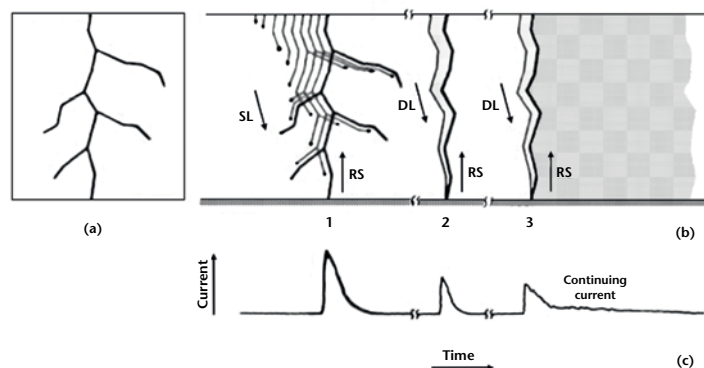 SL
RS
DL
RS
DL
RS
1
2
3
(a)
(b)
Current
Continuing
current
Time
(c)